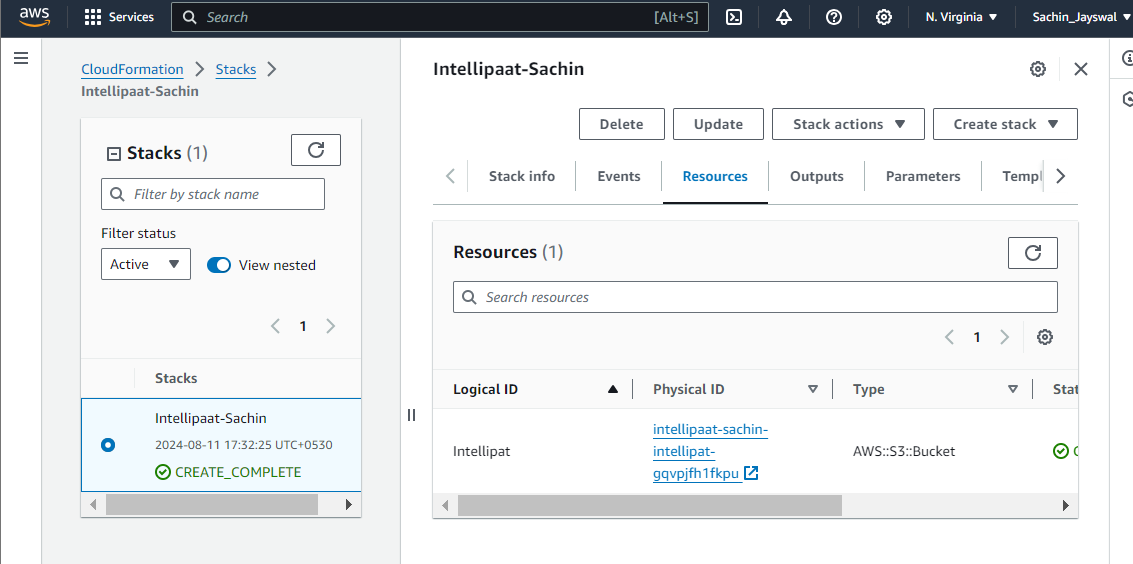 aws
Services
Search
[Alt+S]
N. Virginia
Sachin_Jayswal
CloudFormation
Stacks
Intellipaat-Sachin
Stacks (1)
Filter by stack name
Filter status
Active
View nested
1
Stacks
Intellipaat-Sachin
2024-08-11 17:32:25 UTC+0530
CREATE_COMPLETE
Intellipaat-Sachin
Delete
Update
Stack actions
Create stack
Stack info
Events
Resources
Outputs
Parameters
Templ
Resources (1)
Search resources
1
Logical ID
Physical ID
Type
Stat
Intellipat
intellipaat-sachin-
intellipat-
gqvpjfh1fkpu
AWS::S3::Bucket